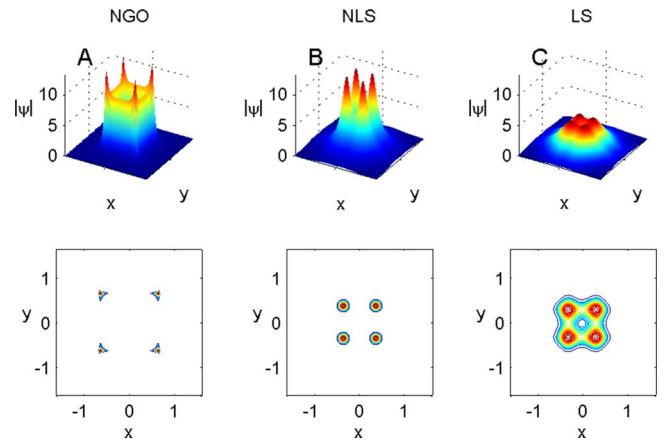 NGO NLS LS
A B C
10 10 10
|ψ| 5 |ψ| 5 |ψ| 5
0 0 0
x y x y x y
1 1 1
y 0 y 0 y 0
-1 -1 -1
-1 0 1 -1 0 1 -1 0 1
x x x